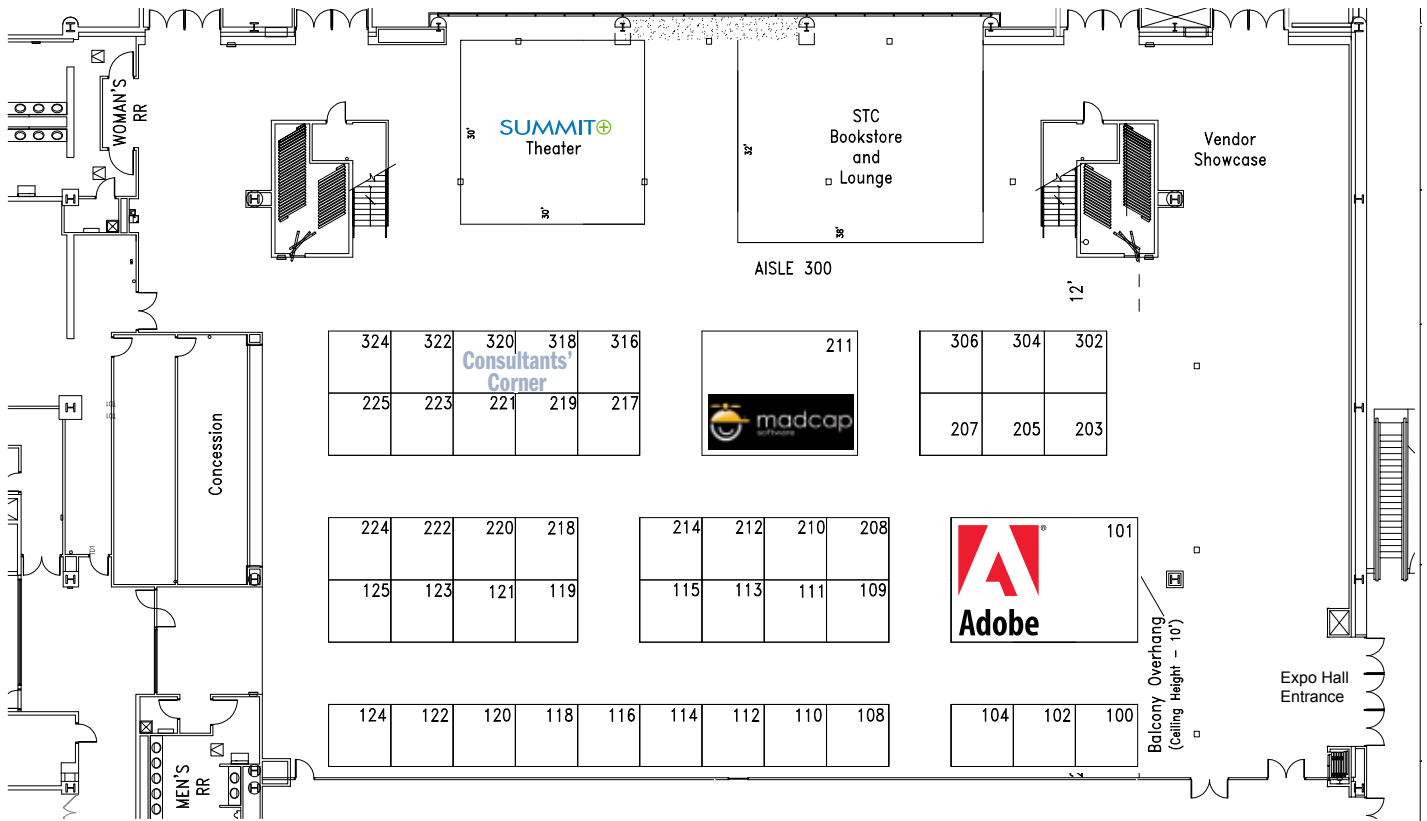 WOMAN'S
RR
30'
SUMMIT+
Theater
30'
32'
STC
Bookstore
and
Lounge
38'
Vendor
Showcase
AISLE 300
12'
324 322 320 318 316
Consultants'
Corner
225 223 221 219 217
211
madcap
software
306 304 302
207 205 203
101
101
Concession
101
224 222 220 218
125 123 121 119
214 212 210 208
115 113 111 109
101
®
Adobe
Balcony Overhang
(Ceiling Height - 10')
Expo Hall
Entrance
124 122 120 118 116 114 112 110 108
104 102 100
MEN'S
RR